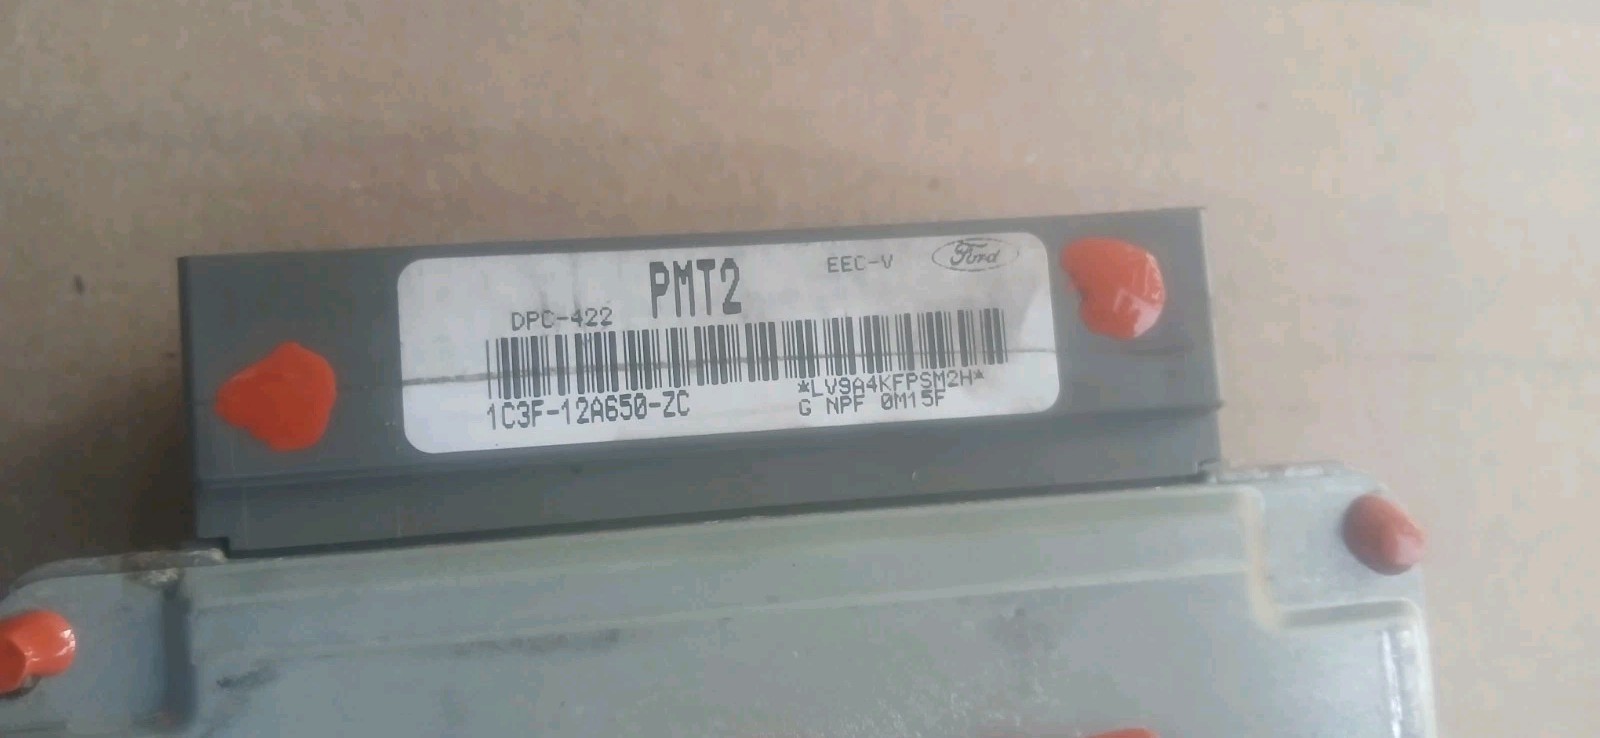 PMT2
EEC-V
Ford
DPC-422
*LV9A4KFPSM2H*
1C3F-12A650-ZC
G NPF 0M15F